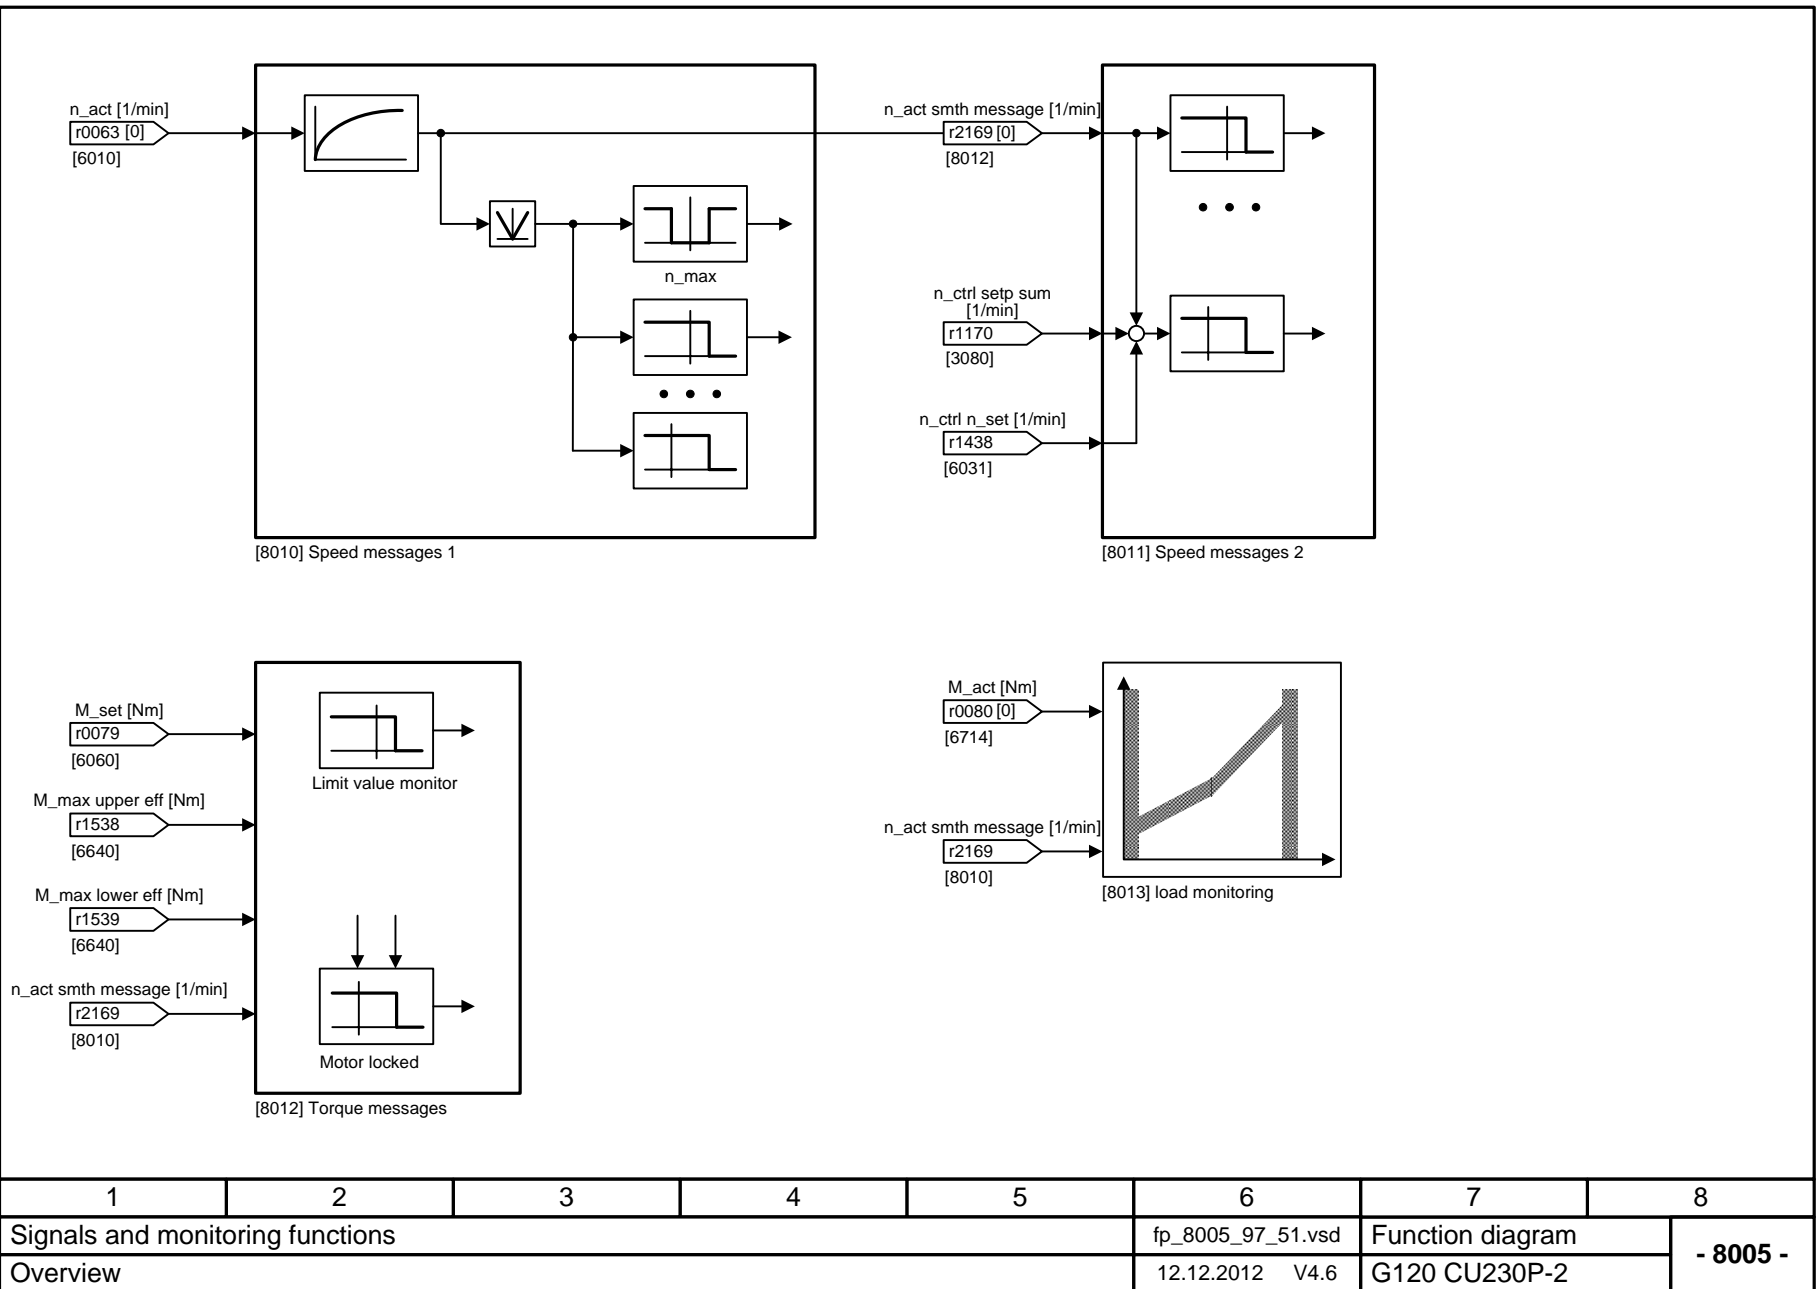 n_act [1/min]
r0063 [0]
[6010]
n_max
[8010] Speed messages 1
n_act smth message [1/min]
r2169 [0]
[8012]
n_ctrl setp sum
[1/min]
r1170
[3080]
n_ctrl n_set [1/min]
r1438
[6031]
[8011] Speed messages 2
M_set [Nm]
r0079
[6060]
M_max upper eff [Nm]
r1538
[6640]
M_max lower eff [Nm]
r1539
[6640]
n_act smth message [1/min]
r2169
[8010]
Limit value monitor
Motor locked
[8012] Torque messages
M_act [Nm]
r0080 [0]
[6714]
n_act smth message [1/min]
r2169
[8010]
[8013] load monitoring
1 2 3 4 5 6 7 8
Signals and monitoring functions fp_8005_97_51.vsd Function diagram
- 8005 -
Overview 12.12.2012 V4.6 G120 CU230P-2